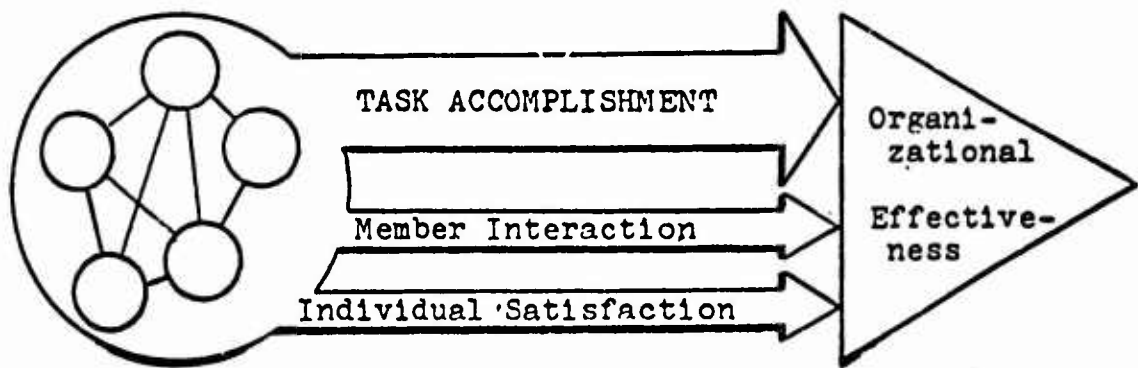 TASK ACCOMPLISHMENT
Member Interaction
Individual Satisfaction
Organi-
zational
Effective-
ness